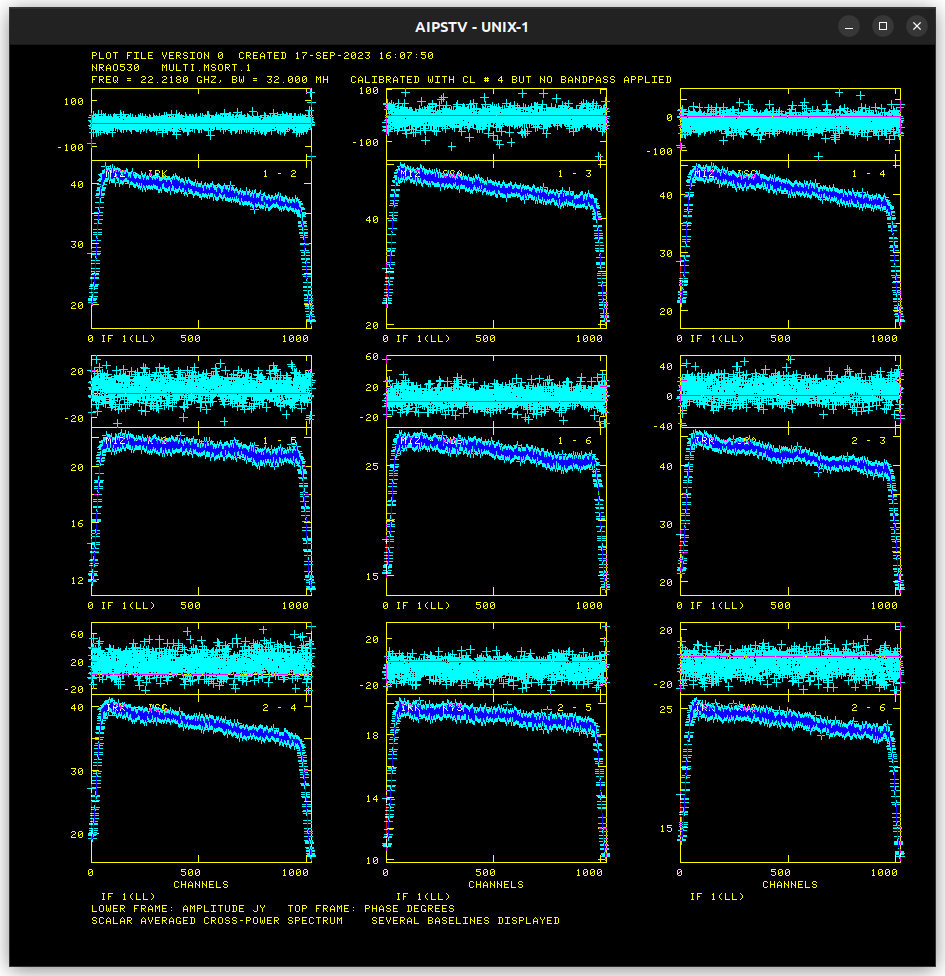 AIPSTV - UNIX-1
PLOT FILE VERSION 0 CREATED 17-SEP-2023 16:07:50
NRAO530 MULTI.MSORT.1
FREQ = 22.2180 GHZ, BW = 32.000 MH CALIBRATED WITH CL # 4 BUT NO BANDPASS APPLIED
100
-100
100
-100
0
-100
1 - 2
1 - 3
1 - 4
40
30
20
40
20
40
30
20
0 IF 1(LL) 500 1000
0 IF 1(LL) 500 1000
0 IF 1(LL) 500 1000
20
-20
60
20
-20
40
0
-40
1 - 5
1 - 6
2 - 3
20
16
12
25
15
40
30
20
0 IF 1(LL) 500 1000
0 IF 1(LL) 500 1000
0 IF 1(LL) 500 1000
60
20
-20
20
-20
20
-20
2 - 4
2 - 5
2 - 6
40
30
20
18
14
10
25
15
0 500 1000
0 500 1000
0 500 1000
CHANNELS
CHANNELS
CHANNELS
IF 1(LL)
IF 1(LL)
IF 1(LL)
LOWER FRAME: AMPLITUDE JY TOP FRAME: PHASE DEGREES
SCALAR AVERAGED CROSS-POWER SPECTRUM SEVERAL BASELINES DISPLAYED